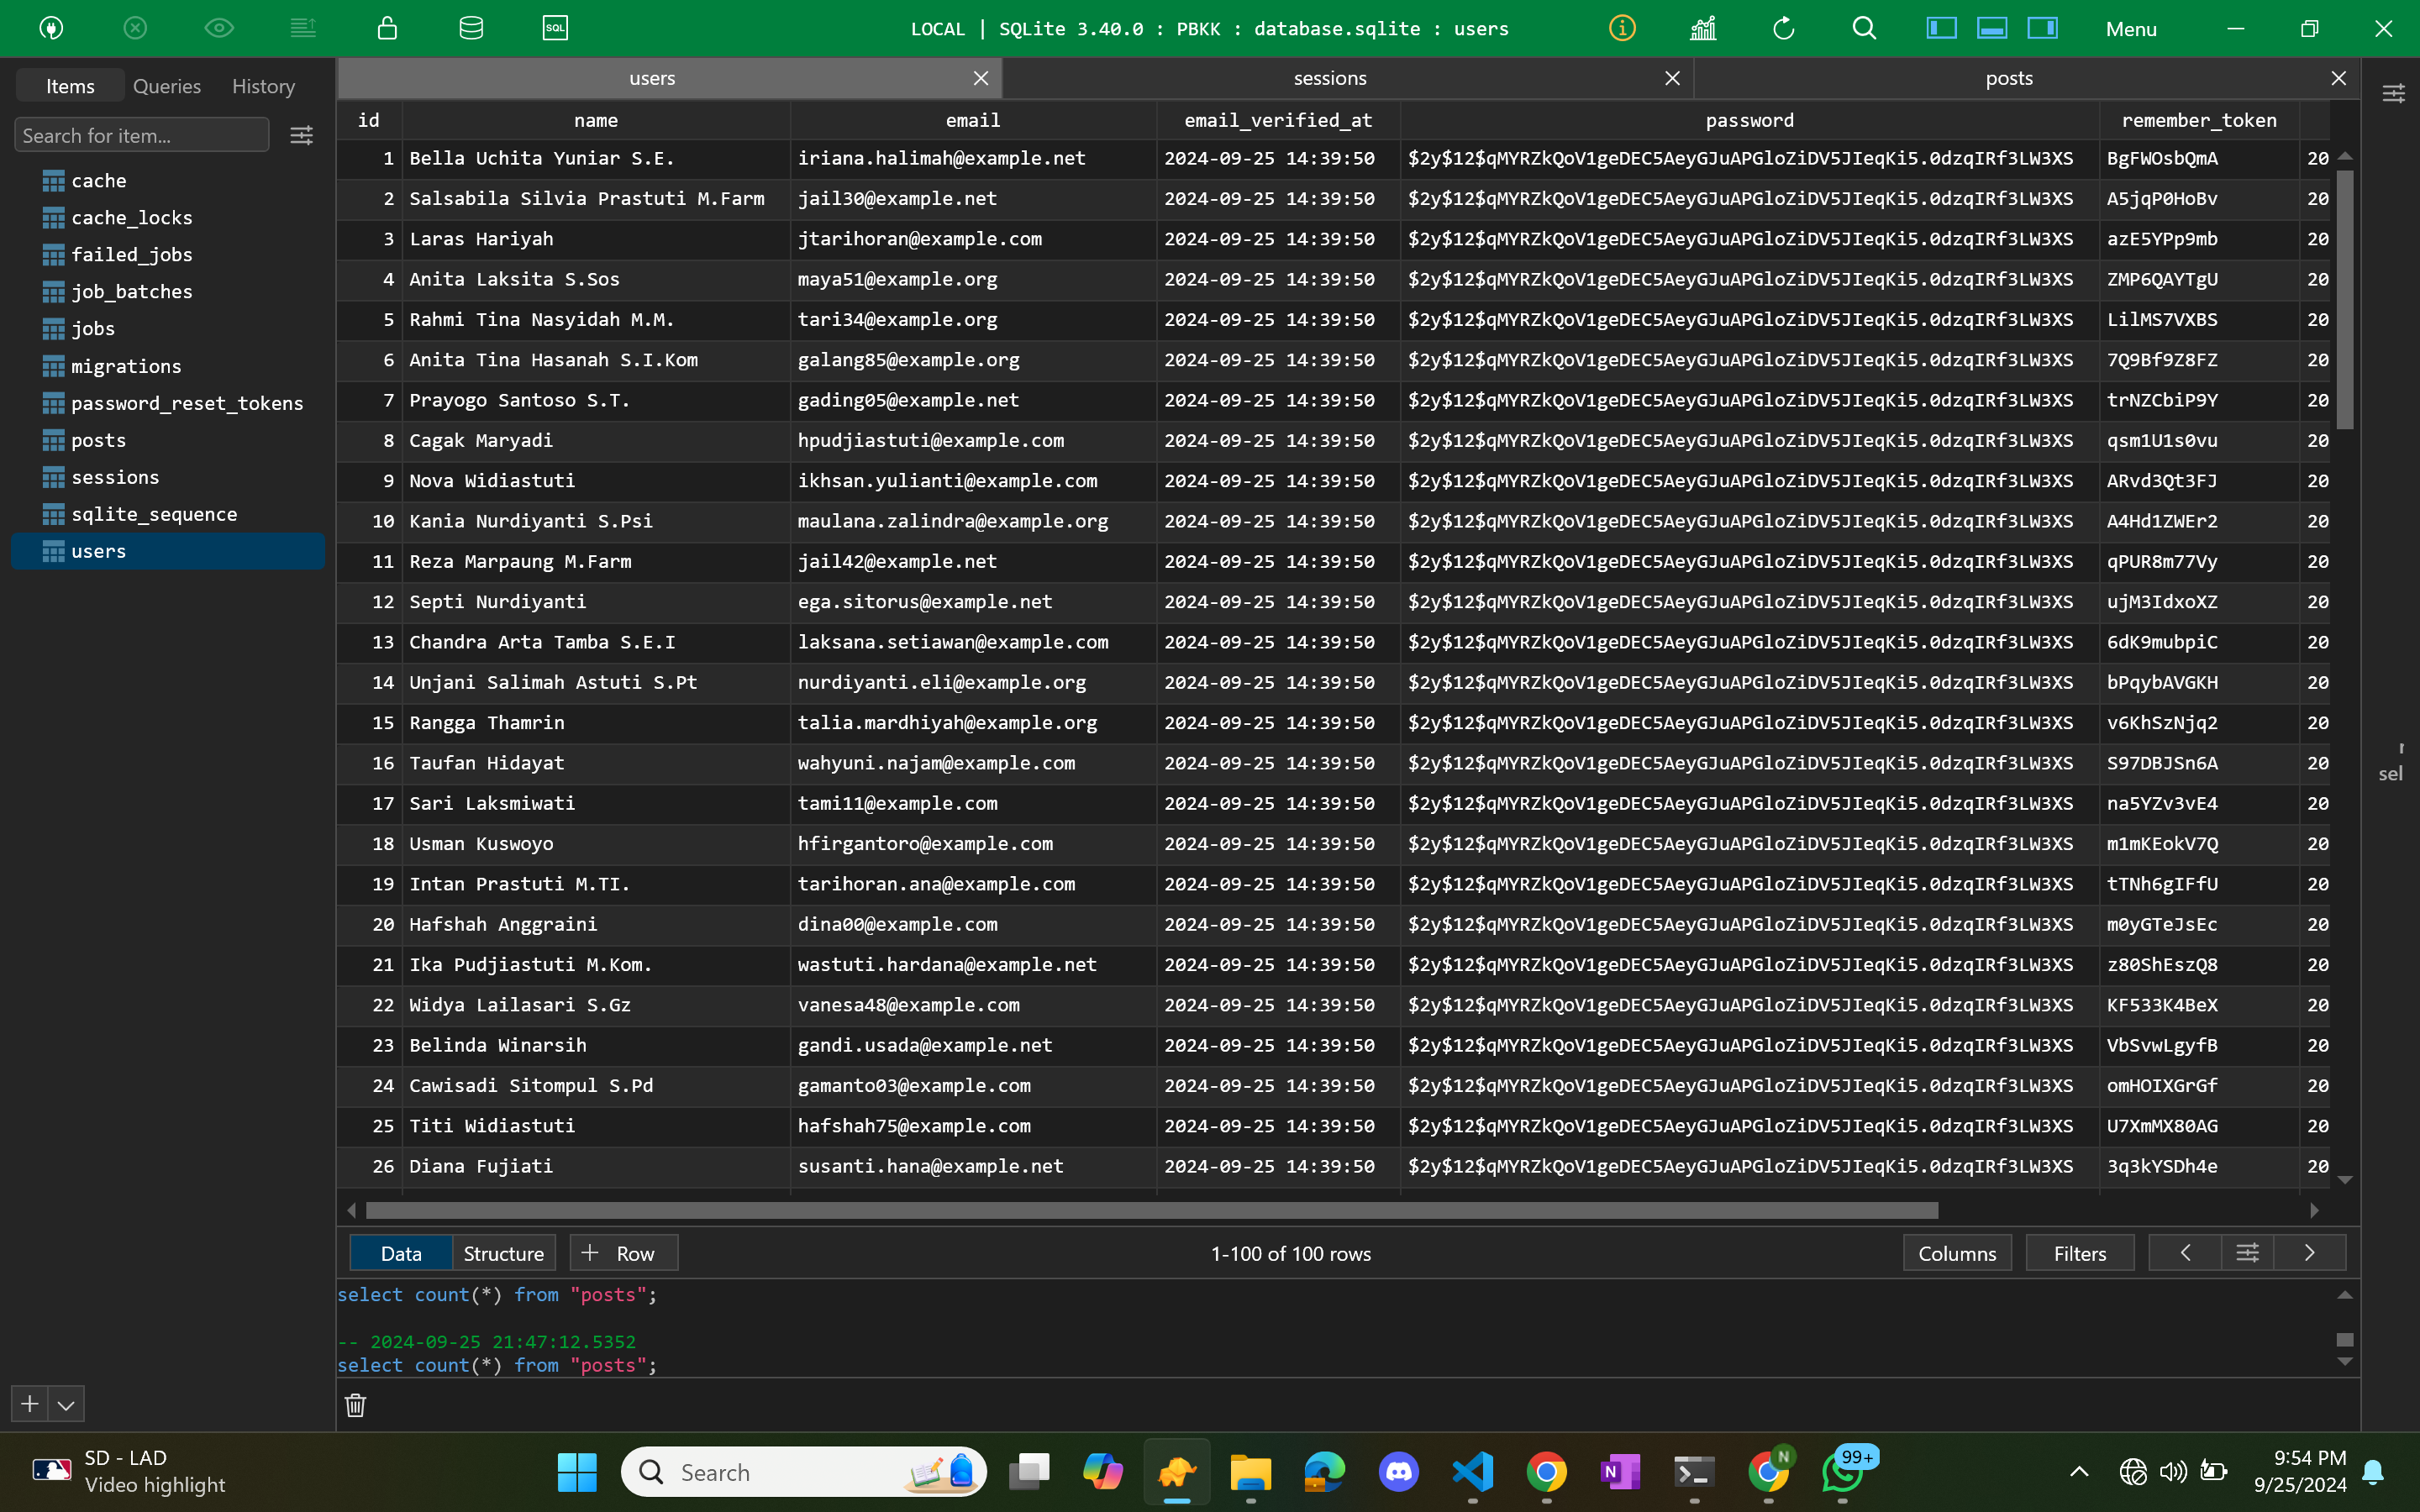 LOCAL | SQLite 3.40.0 : PBKK : database.sqlite : users
Menu
Items Queries History
Search for item...
cache
cache_locks
failed_jobs
job_batches
jobs
migrations
password_reset_tokens
posts
sessions
sqlite_sequence
users
users sessions posts
id name email email_verified_at password remember_token
1 Bella Uchita Yuniar S.E. iriana.halimah@example.net 2024-09-25 14:39:50 $2y$12$qMYRZkQoV1geDEC5AeyGJuAPGloZiDV5JIeqKi5.0dzqIRf3LW3XS BgFWOsbQmA 20
2 Salsabila Silvia Prastuti M.Farm jail30@example.net 2024-09-25 14:39:50 $2y$12$qMYRZkQoV1geDEC5AeyGJuAPGloZiDV5JIeqKi5.0dzqIRf3LW3XS A5jqP0HoBv 20
3 Laras Hariyah jtarihoran@example.com 2024-09-25 14:39:50 $2y$12$qMYRZkQoV1geDEC5AeyGJuAPGloZiDV5JIeqKi5.0dzqIRf3LW3XS azE5YPp9mb 20
4 Anita Laksita S.Sos maya51@example.org 2024-09-25 14:39:50 $2y$12$qMYRZkQoV1geDEC5AeyGJuAPGloZiDV5JIeqKi5.0dzqIRf3LW3XS ZMP6QAYTgU 20
5 Rahmi Tina Nasyidah M.M. tari34@example.org 2024-09-25 14:39:50 $2y$12$qMYRZkQoV1geDEC5AeyGJuAPGloZiDV5JIeqKi5.0dzqIRf3LW3XS LilMS7VXBS 20
6 Anita Tina Hasanah S.I.Kom galang85@example.org 2024-09-25 14:39:50 $2y$12$qMYRZkQoV1geDEC5AeyGJuAPGloZiDV5JIeqKi5.0dzqIRf3LW3XS 7Q9Bf9Z8FZ 20
7 Prayogo Santoso S.T. gading05@example.net 2024-09-25 14:39:50 $2y$12$qMYRZkQoV1geDEC5AeyGJuAPGloZiDV5JIeqKi5.0dzqIRf3LW3XS trNZCbiP9Y 20
8 Cagak Maryadi hpudjiastuti@example.com 2024-09-25 14:39:50 $2y$12$qMYRZkQoV1geDEC5AeyGJuAPGloZiDV5JIeqKi5.0dzqIRf3LW3XS qsm1U1s0vu 20
9 Nova Widiastuti ikhsan.yulianti@example.com 2024-09-25 14:39:50 $2y$12$qMYRZkQoV1geDEC5AeyGJuAPGloZiDV5JIeqKi5.0dzqIRf3LW3XS ARvd3Qt3FJ 20
10 Kania Nurdiyanti S.Psi maulana.zalindra@example.org 2024-09-25 14:39:50 $2y$12$qMYRZkQoV1geDEC5AeyGJuAPGloZiDV5JIeqKi5.0dzqIRf3LW3XS A4Hd1ZWEr2 20
11 Reza Marpaung M.Farm jail42@example.net 2024-09-25 14:39:50 $2y$12$qMYRZkQoV1geDEC5AeyGJuAPGloZiDV5JIeqKi5.0dzqIRf3LW3XS qPUR8m77Vy 20
12 Septi Nurdiyanti ega.sitorus@example.net 2024-09-25 14:39:50 $2y$12$qMYRZkQoV1geDEC5AeyGJuAPGloZiDV5JIeqKi5.0dzqIRf3LW3XS ujM3IdxoXZ 20
13 Chandra Arta Tamba S.E.I laksana.setiawan@example.com 2024-09-25 14:39:50 $2y$12$qMYRZkQoV1geDEC5AeyGJuAPGloZiDV5JIeqKi5.0dzqIRf3LW3XS 6dK9mubpiC 20
14 Unjani Salimah Astuti S.Pt nurdiyanti.eli@example.org 2024-09-25 14:39:50 $2y$12$qMYRZkQoV1geDEC5AeyGJuAPGloZiDV5JIeqKi5.0dzqIRf3LW3XS bPqybAVGKH 20
15 Rangga Thamrin talia.mardhiyah@example.org 2024-09-25 14:39:50 $2y$12$qMYRZkQoV1geDEC5AeyGJuAPGloZiDV5JIeqKi5.0dzqIRf3LW3XS v6KhSzNjq2 20
16 Taufan Hidayat wahyuni.najam@example.com 2024-09-25 14:39:50 $2y$12$qMYRZkQoV1geDEC5AeyGJuAPGloZiDV5JIeqKi5.0dzqIRf3LW3XS S97DBJSn6A 20
17 Sari Laksmiwati tami11@example.com 2024-09-25 14:39:50 $2y$12$qMYRZkQoV1geDEC5AeyGJuAPGloZiDV5JIeqKi5.0dzqIRf3LW3XS na5YZv3vE4 20
18 Usman Kuswoyo hfirgantoro@example.com 2024-09-25 14:39:50 $2y$12$qMYRZkQoV1geDEC5AeyGJuAPGloZiDV5JIeqKi5.0dzqIRf3LW3XS m1mKEokV7Q 20
19 Intan Prastuti M.TI. tarihoran.ana@example.com 2024-09-25 14:39:50 $2y$12$qMYRZkQoV1geDEC5AeyGJuAPGloZiDV5JIeqKi5.0dzqIRf3LW3XS tTNh6gIFfU 20
20 Hafshah Anggraini dina00@example.com 2024-09-25 14:39:50 $2y$12$qMYRZkQoV1geDEC5AeyGJuAPGloZiDV5JIeqKi5.0dzqIRf3LW3XS m0yGTeJsEc 20
21 Ika Pudjiastuti M.Kom. wastuti.hardana@example.net 2024-09-25 14:39:50 $2y$12$qMYRZkQoV1geDEC5AeyGJuAPGloZiDV5JIeqKi5.0dzqIRf3LW3XS z80ShEszQ8 20
22 Widya Lailasari S.Gz vanesa48@example.com 2024-09-25 14:39:50 $2y$12$qMYRZkQoV1geDEC5AeyGJuAPGloZiDV5JIeqKi5.0dzqIRf3LW3XS KF533K4BeX 20
23 Belinda Winarsih gandi.usada@example.net 2024-09-25 14:39:50 $2y$12$qMYRZkQoV1geDEC5AeyGJuAPGloZiDV5JIeqKi5.0dzqIRf3LW3XS VbSvwLgyfB 20
24 Cawisadi Sitompul S.Pd gamanto03@example.com 2024-09-25 14:39:50 $2y$12$qMYRZkQoV1geDEC5AeyGJuAPGloZiDV5JIeqKi5.0dzqIRf3LW3XS omHOIXGrGf 20
25 Titi Widiastuti hafshah75@example.com 2024-09-25 14:39:50 $2y$12$qMYRZkQoV1geDEC5AeyGJuAPGloZiDV5JIeqKi5.0dzqIRf3LW3XS U7XmMX80AG 20
26 Diana Fujiati susanti.hana@example.net 2024-09-25 14:39:50 $2y$12$qMYRZkQoV1geDEC5AeyGJuAPGloZiDV5JIeqKi5.0dzqIRf3LW3XS 3q3kYSDh4e 20
sel
Data Structure + Row 1-100 of 100 rows Columns Filters
select count(*) from "posts";
-- 2024-09-25 21:47:12.5352
select count(*) from "posts";
SD - LAD
Video highlight
Search
99+
9:54 PM
9/25/2024